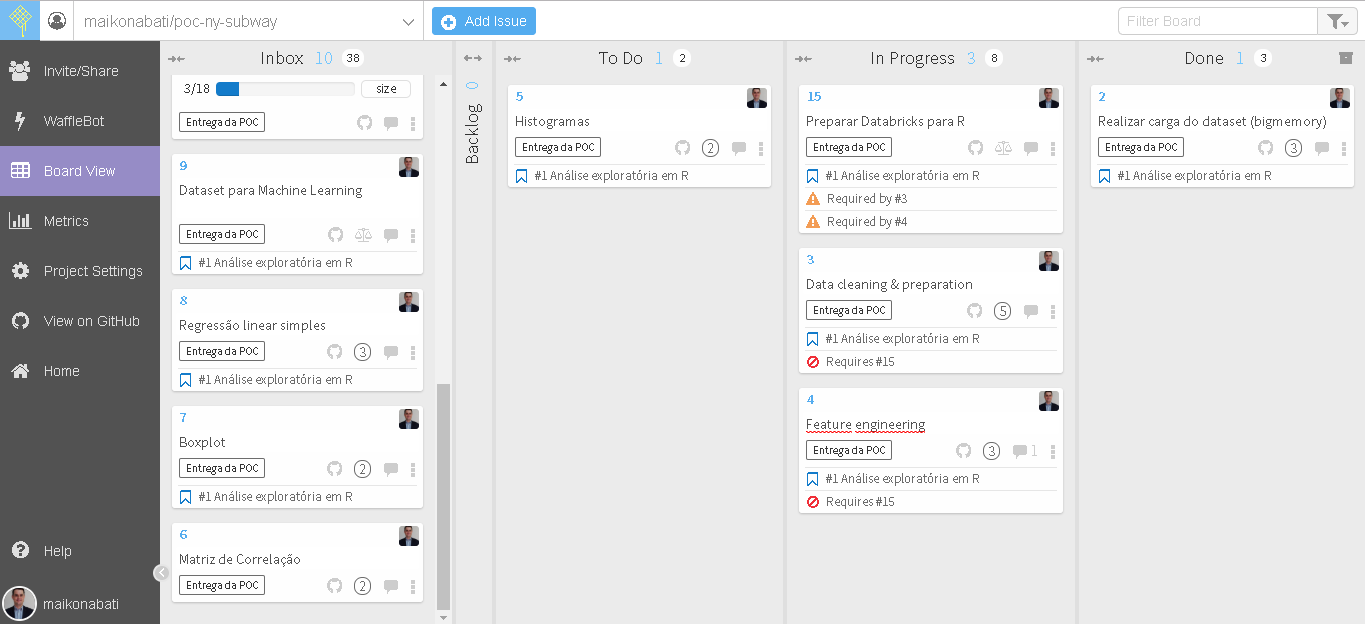 maikonabati/poc-ny-subway
Add Issue
Filter Board
Invite/Share
WaffleBot
Board View
Metrics
Project Settings
View on GitHub
Home
Help
maikonabati
Inbox 10 38
3/18 size
Entrega da POC
9
Dataset para Machine Learning
Entrega da POC
#1 Análise exploratória em R
8
Regressão linear simples
Entrega da POC 3
#1 Análise exploratória em R
7
Boxplot
Entrega da POC 2
#1 Análise exploratória em R
6
Matriz de Correlação
Entrega da POC 2
0
Backlog
To Do 1 2
5
Histogramas
Entrega da POC 2
#1 Análise exploratória em R
In Progress 3 8
15
Preparar Databricks para R
Entrega da POC
#1 Análise exploratória em R
Required by #3
Required by #4
3
Data cleaning & preparation
Entrega da POC 5
#1 Análise exploratória em R
Requires #15
4
Feature engineering
Entrega da POC 3 1
#1 Análise exploratória em R
Requires #15
Done 1 3
2
Realizar carga do dataset (bigmemory)
Entrega da POC 3
#1 Análise exploratória em R